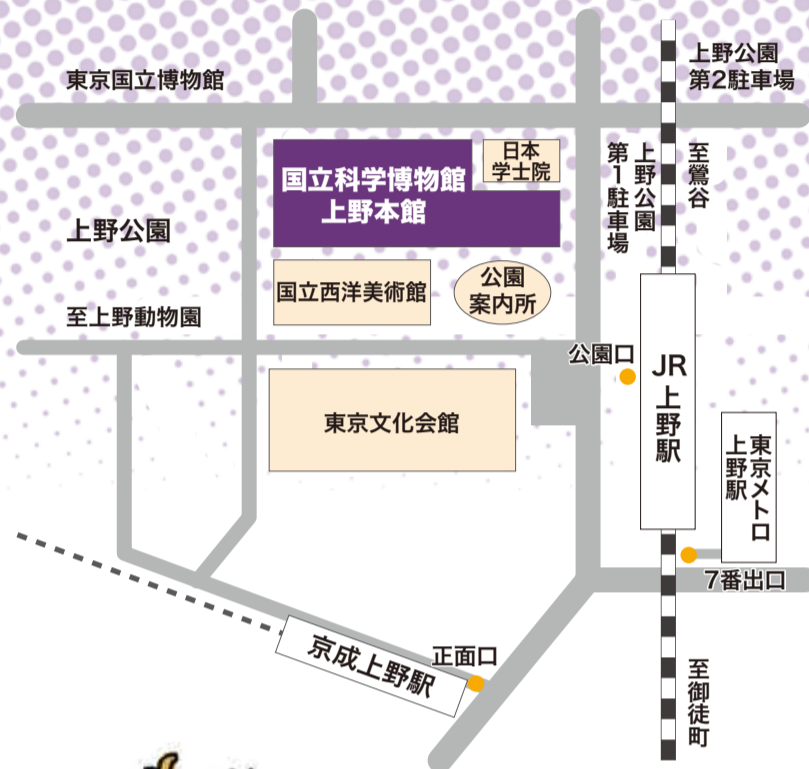 東京国立博物館
上野公園
第2駐車場
国立科学博物館
上野本館
日本
学士院
上野公園
第1駐車場
至鶯谷
上野公園
国立西洋美術館
公園
案内所
至上野動物園
公園口
JR上野駅
東京文化会館
東京メトロ
上野駅
7番出口
京成上野駅
正面口
至御徒町